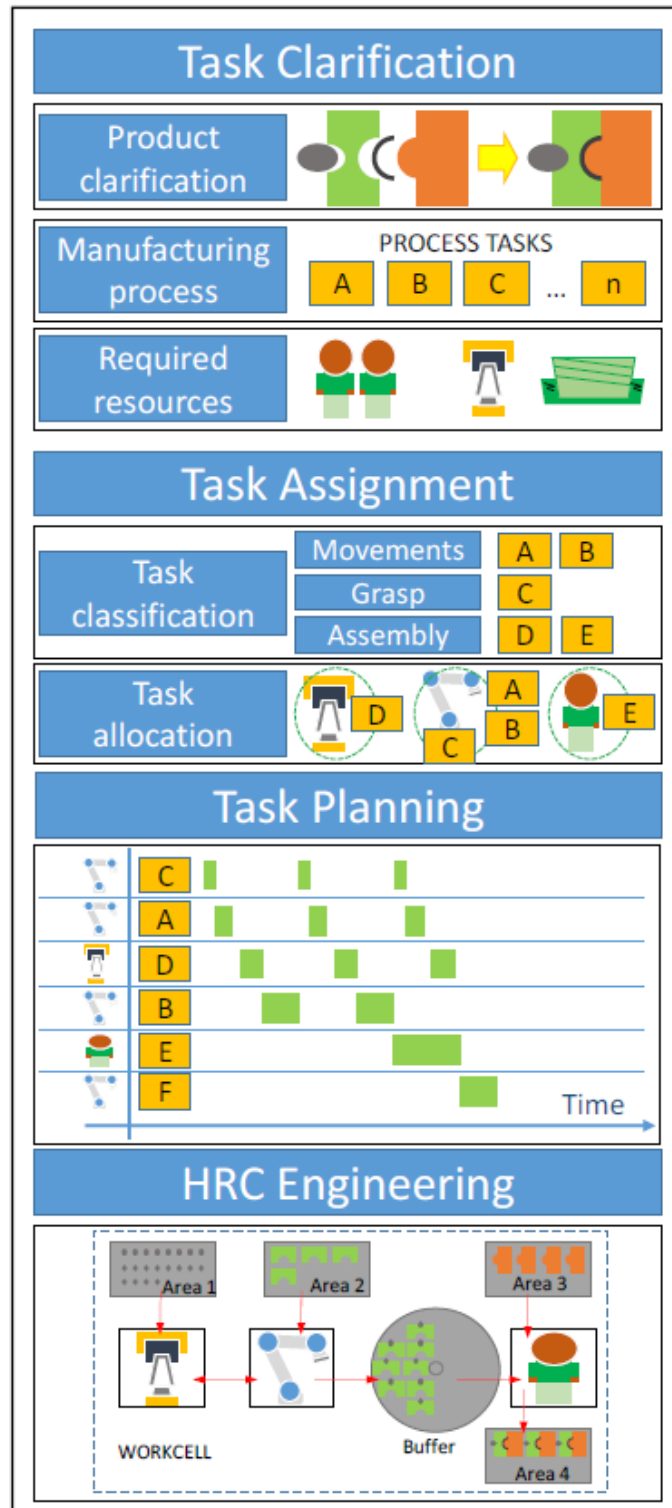 Task Clarification
Product
clarification
Manufacturing
process
PROCESS TASKS
A B C ... n
Required
resources
Task Assignment
Task
classification
Movements A B
Grasp C
Assembly D E
Task
allocation
D
A
B
C
E
Task Planning
C
A
D
B
E
F
Time
HRC Engineering
Area 1
Area 2
Area 3
WORKCELL
Buffer
Area 4